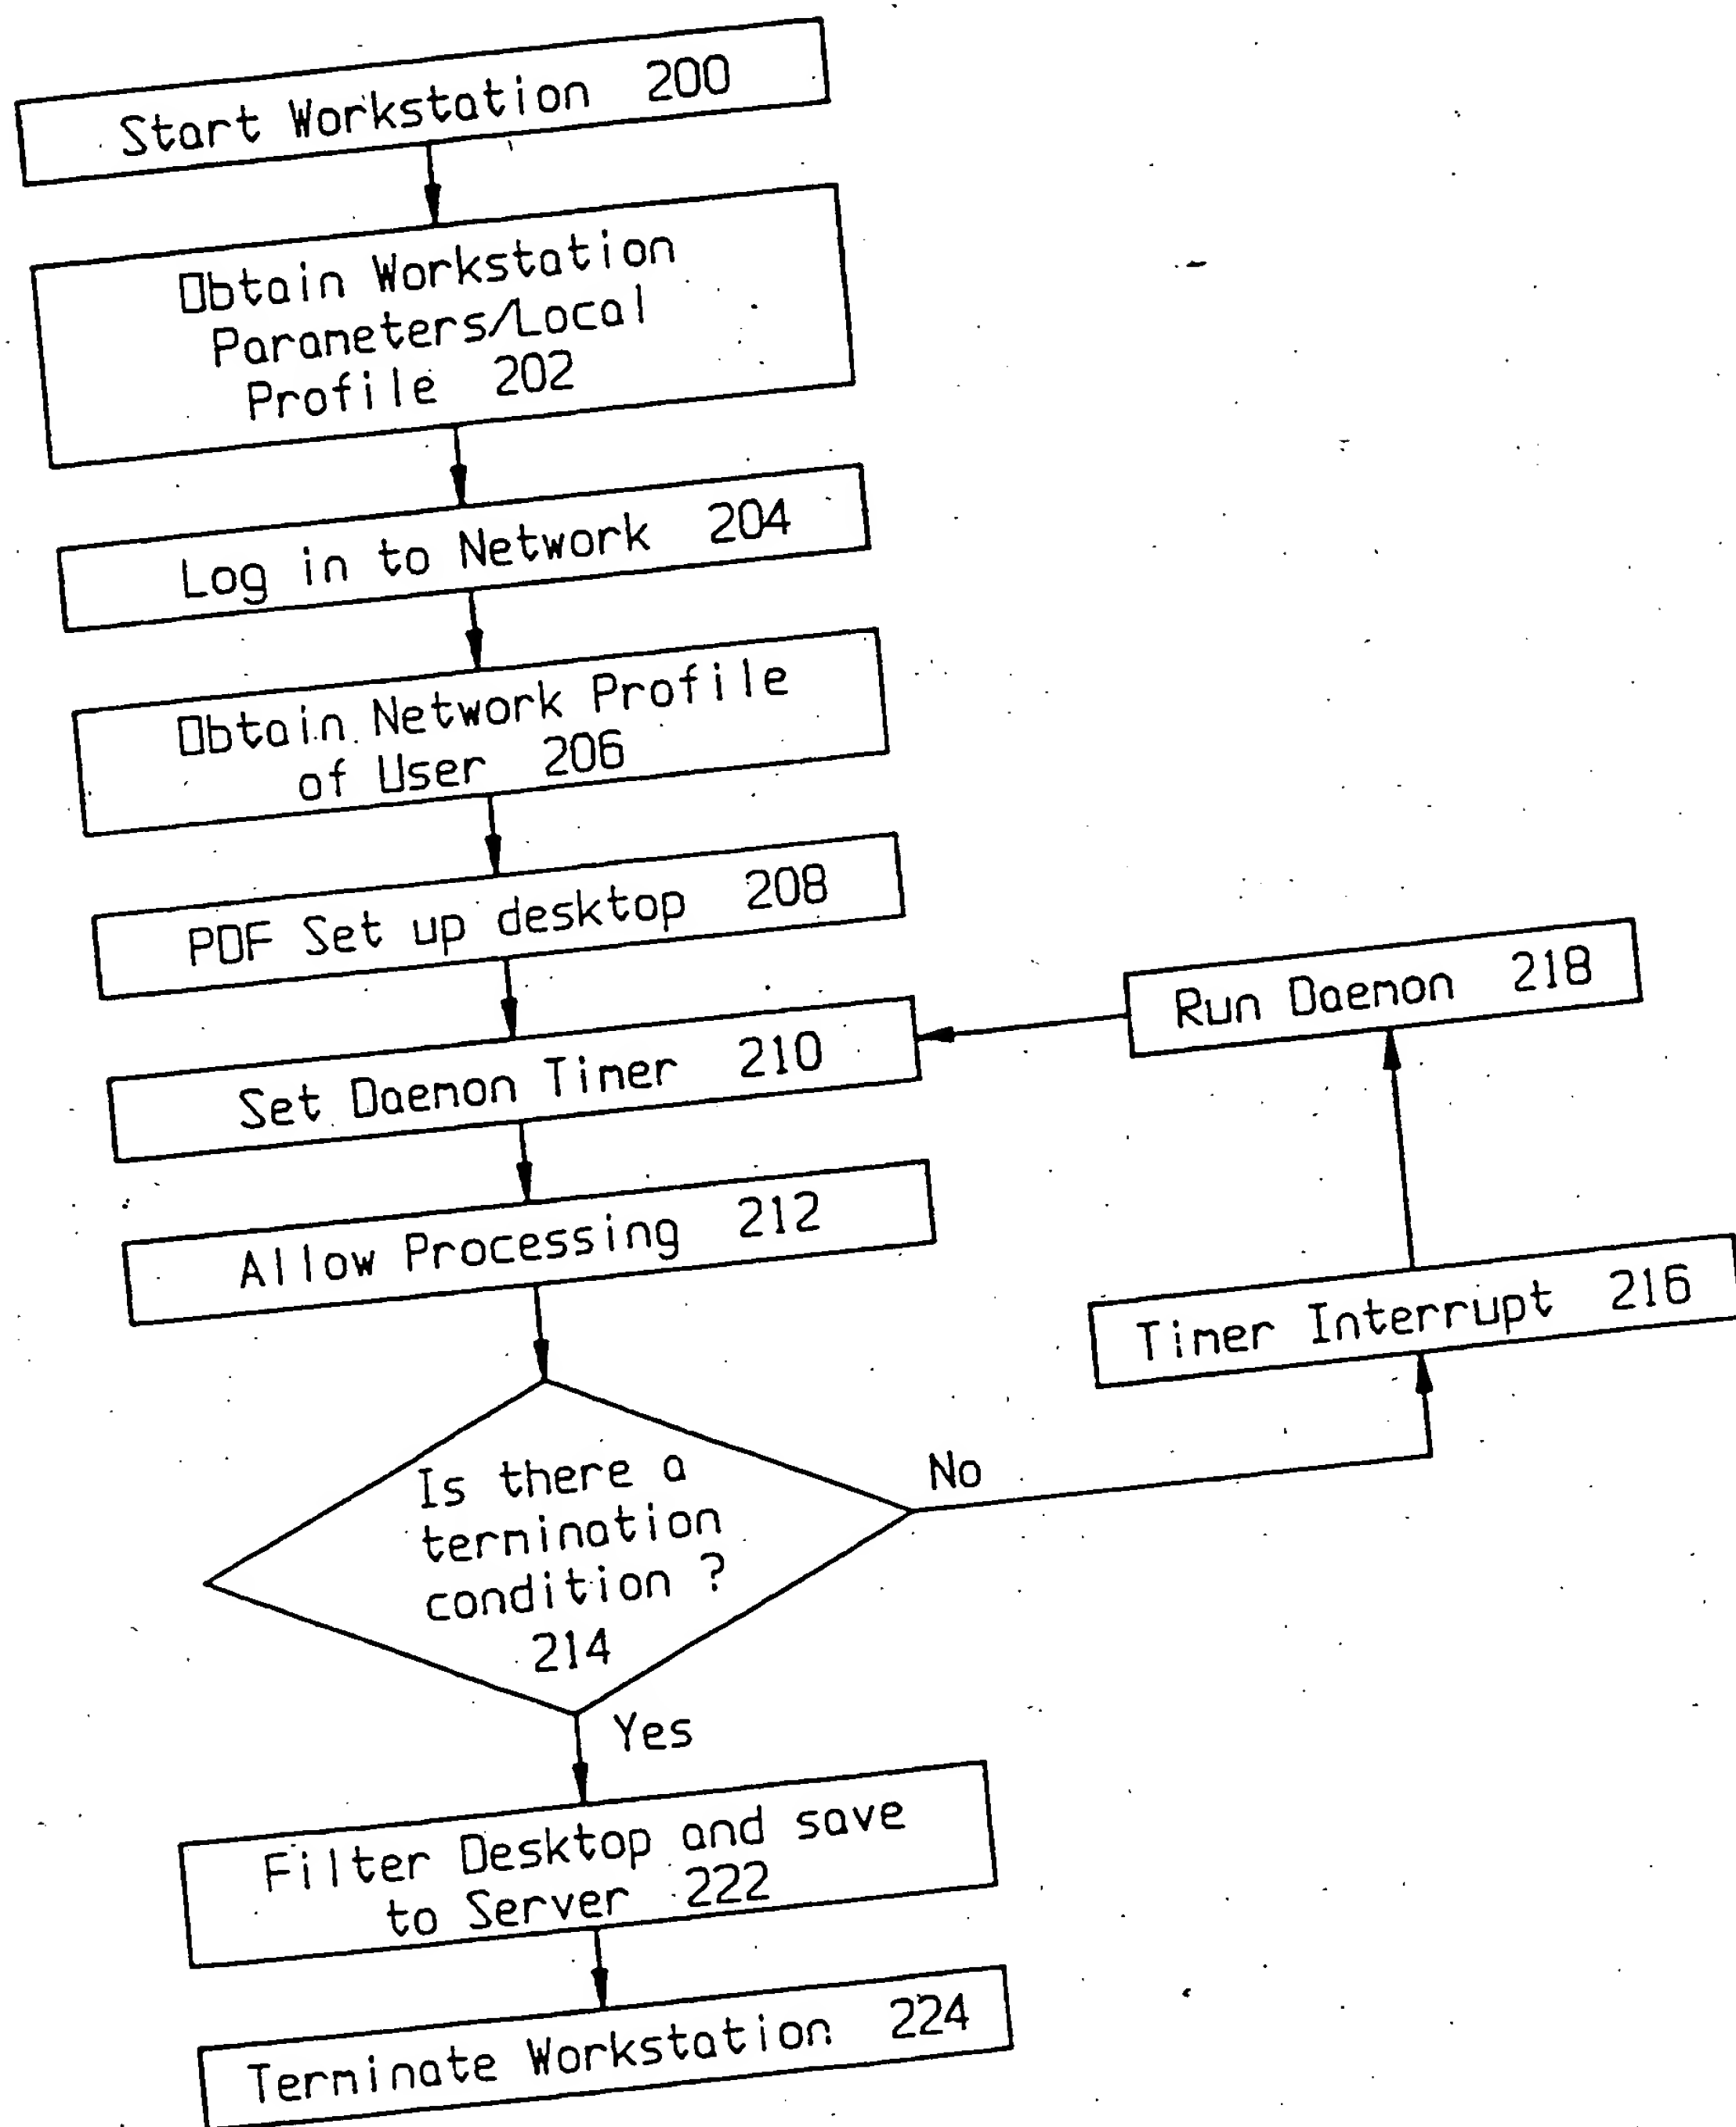 Start Workstation 200
Obtain Workstation
Parameters/Local
Profile 202
Log in to Network 204
Obtain Network Profile
of User 206
PDF Set up desktop 208
Set Daemon Timer 210
Run Daemon 218
Allow Processing 212
Timer Interrupt 216
Is there a
termination
condition ?
214
No
Yes
Filter Desktop and save
to Server 222
Terminate Workstation 224